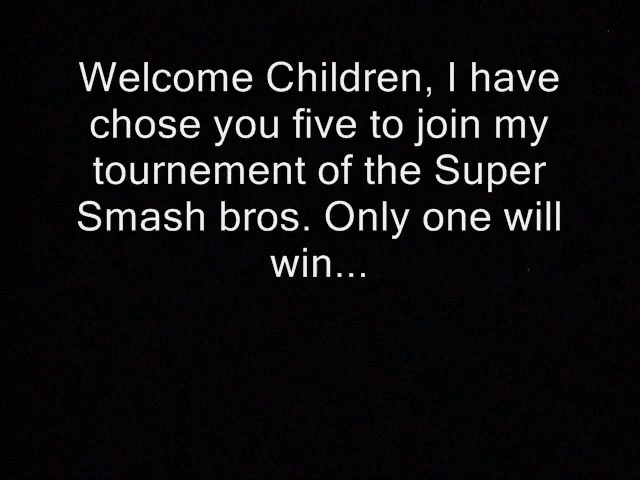 Welcome Children, I have
chose you five to join my
tournement of the Super
Smash bros. Only one will
win...